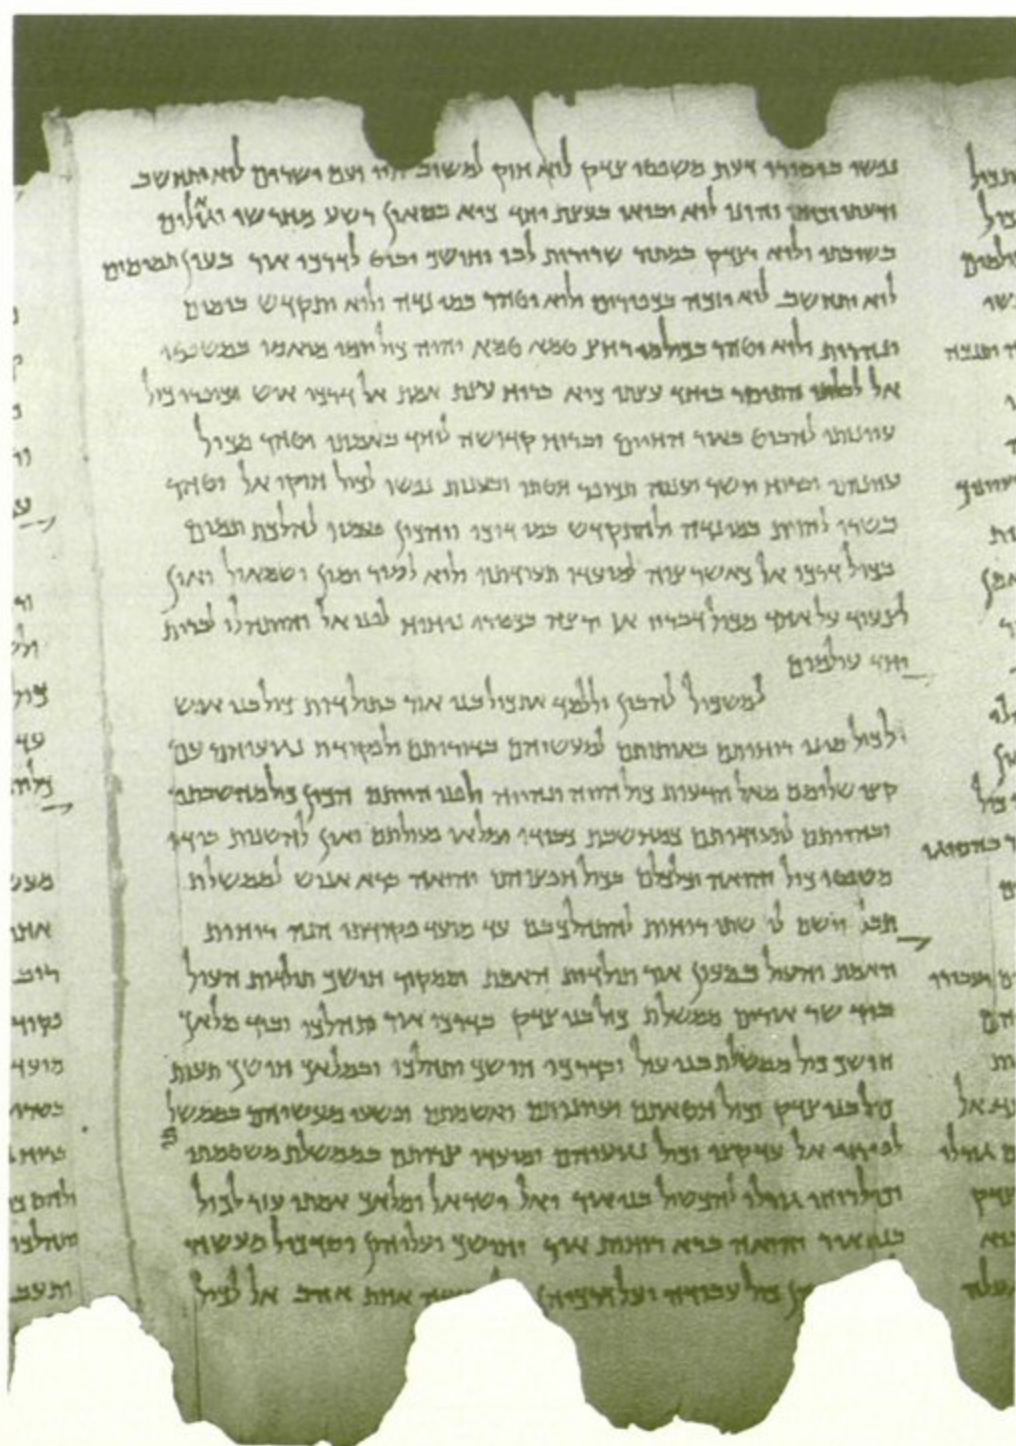 נפשו ביסורי דעת משפטי צדק לוא חזק למשוב חיו ועם ישרים לוא יתחשב
ודעתו וכוחו והונו לוא יבואו בעצת יחד כיא בסאון רשע מחרשו וגאולים
בשובתו ולוא יצדק במתור שרירות לבו וחושך יביט לדרכי אור בעין תמימים
לוא יתחשב לוא יזכה בכפורים ולוא יטהר במי נדה ולוא יתקדש בימים
ונהרות ולוא יטהר בכול מי רחץ טמא טמא יהיה כול יומי מואסו במשפטי
אל לבלתי התיסר ביחד עצתו כיא ברוח עצת אמת אל דרכי איש יכופרו כול
עוונותו להביט באור החיים וברוח קדושה ליחד באמתו יטהר מכול
עוונותו וברוח יושר וענוה תכופר חטתו ובענות נפשו לכול חוקי אל יטהר
בשרו להזות במי נדה ולהתקדש במי דוכי ויהכין פעמיו להלכת תמים
בכול דרכי אל כאשר צוה למועדי תעודתיו ולוא לסור ימין ושמאול ואין
לצעוד על אחד מכול דבריו אז ירצה בכפורי ניחוח לפני אל והיתה לו לברית
יחד עולמים
למשכיל להבין וללמד את כול בני אור בתולדות כול בני איש
לכול מיני רוחותם באותותם למעשיהם בדורותם ולפקודת נגועיהם עם
קצי שלומם מאל הדעות כול הויה ונהייה ולפני היותם הכין כול מחשבתם
ובהיותם לתעודותם כמחשבת כבודו ימלאו פעולתם ואין להשנות בידו
משפטי כול והואה יכלכלם בכול חפציהם והואה ברא אנוש לממשלת
תבל וישם לו שתי רוחות להתהלך בם עד מועד פקודתו הנה רוחות
האמת והעול במעין אור תולדות האמת וממקור חושך תולדות העול
ביד שר אורים ממשלת כול בני צדק בדרכי אור יתהלכו וביד מלאך
חושך כול ממשלת בני עול ובדרכי חושך יתהלכו ובמלאך חושך תעות
כול בני צדק וכול חטאתם ועוונותם ואשמתם ופשעי מעשיהם בממשלתו
לפי רזי אל עד קצו וכול נגועיהם ומועדי צרותם בממשלת משטמתו
וכול רוחי גורלו להכשיל בני אור ואל ישראל ומלאך אמתו עזר לכול
בני אור והואה ברא רוחות אור וחושך ועליהון יסד כול מעשה
כול עבודה ועל דרכיהן אחת אהב אל לכול